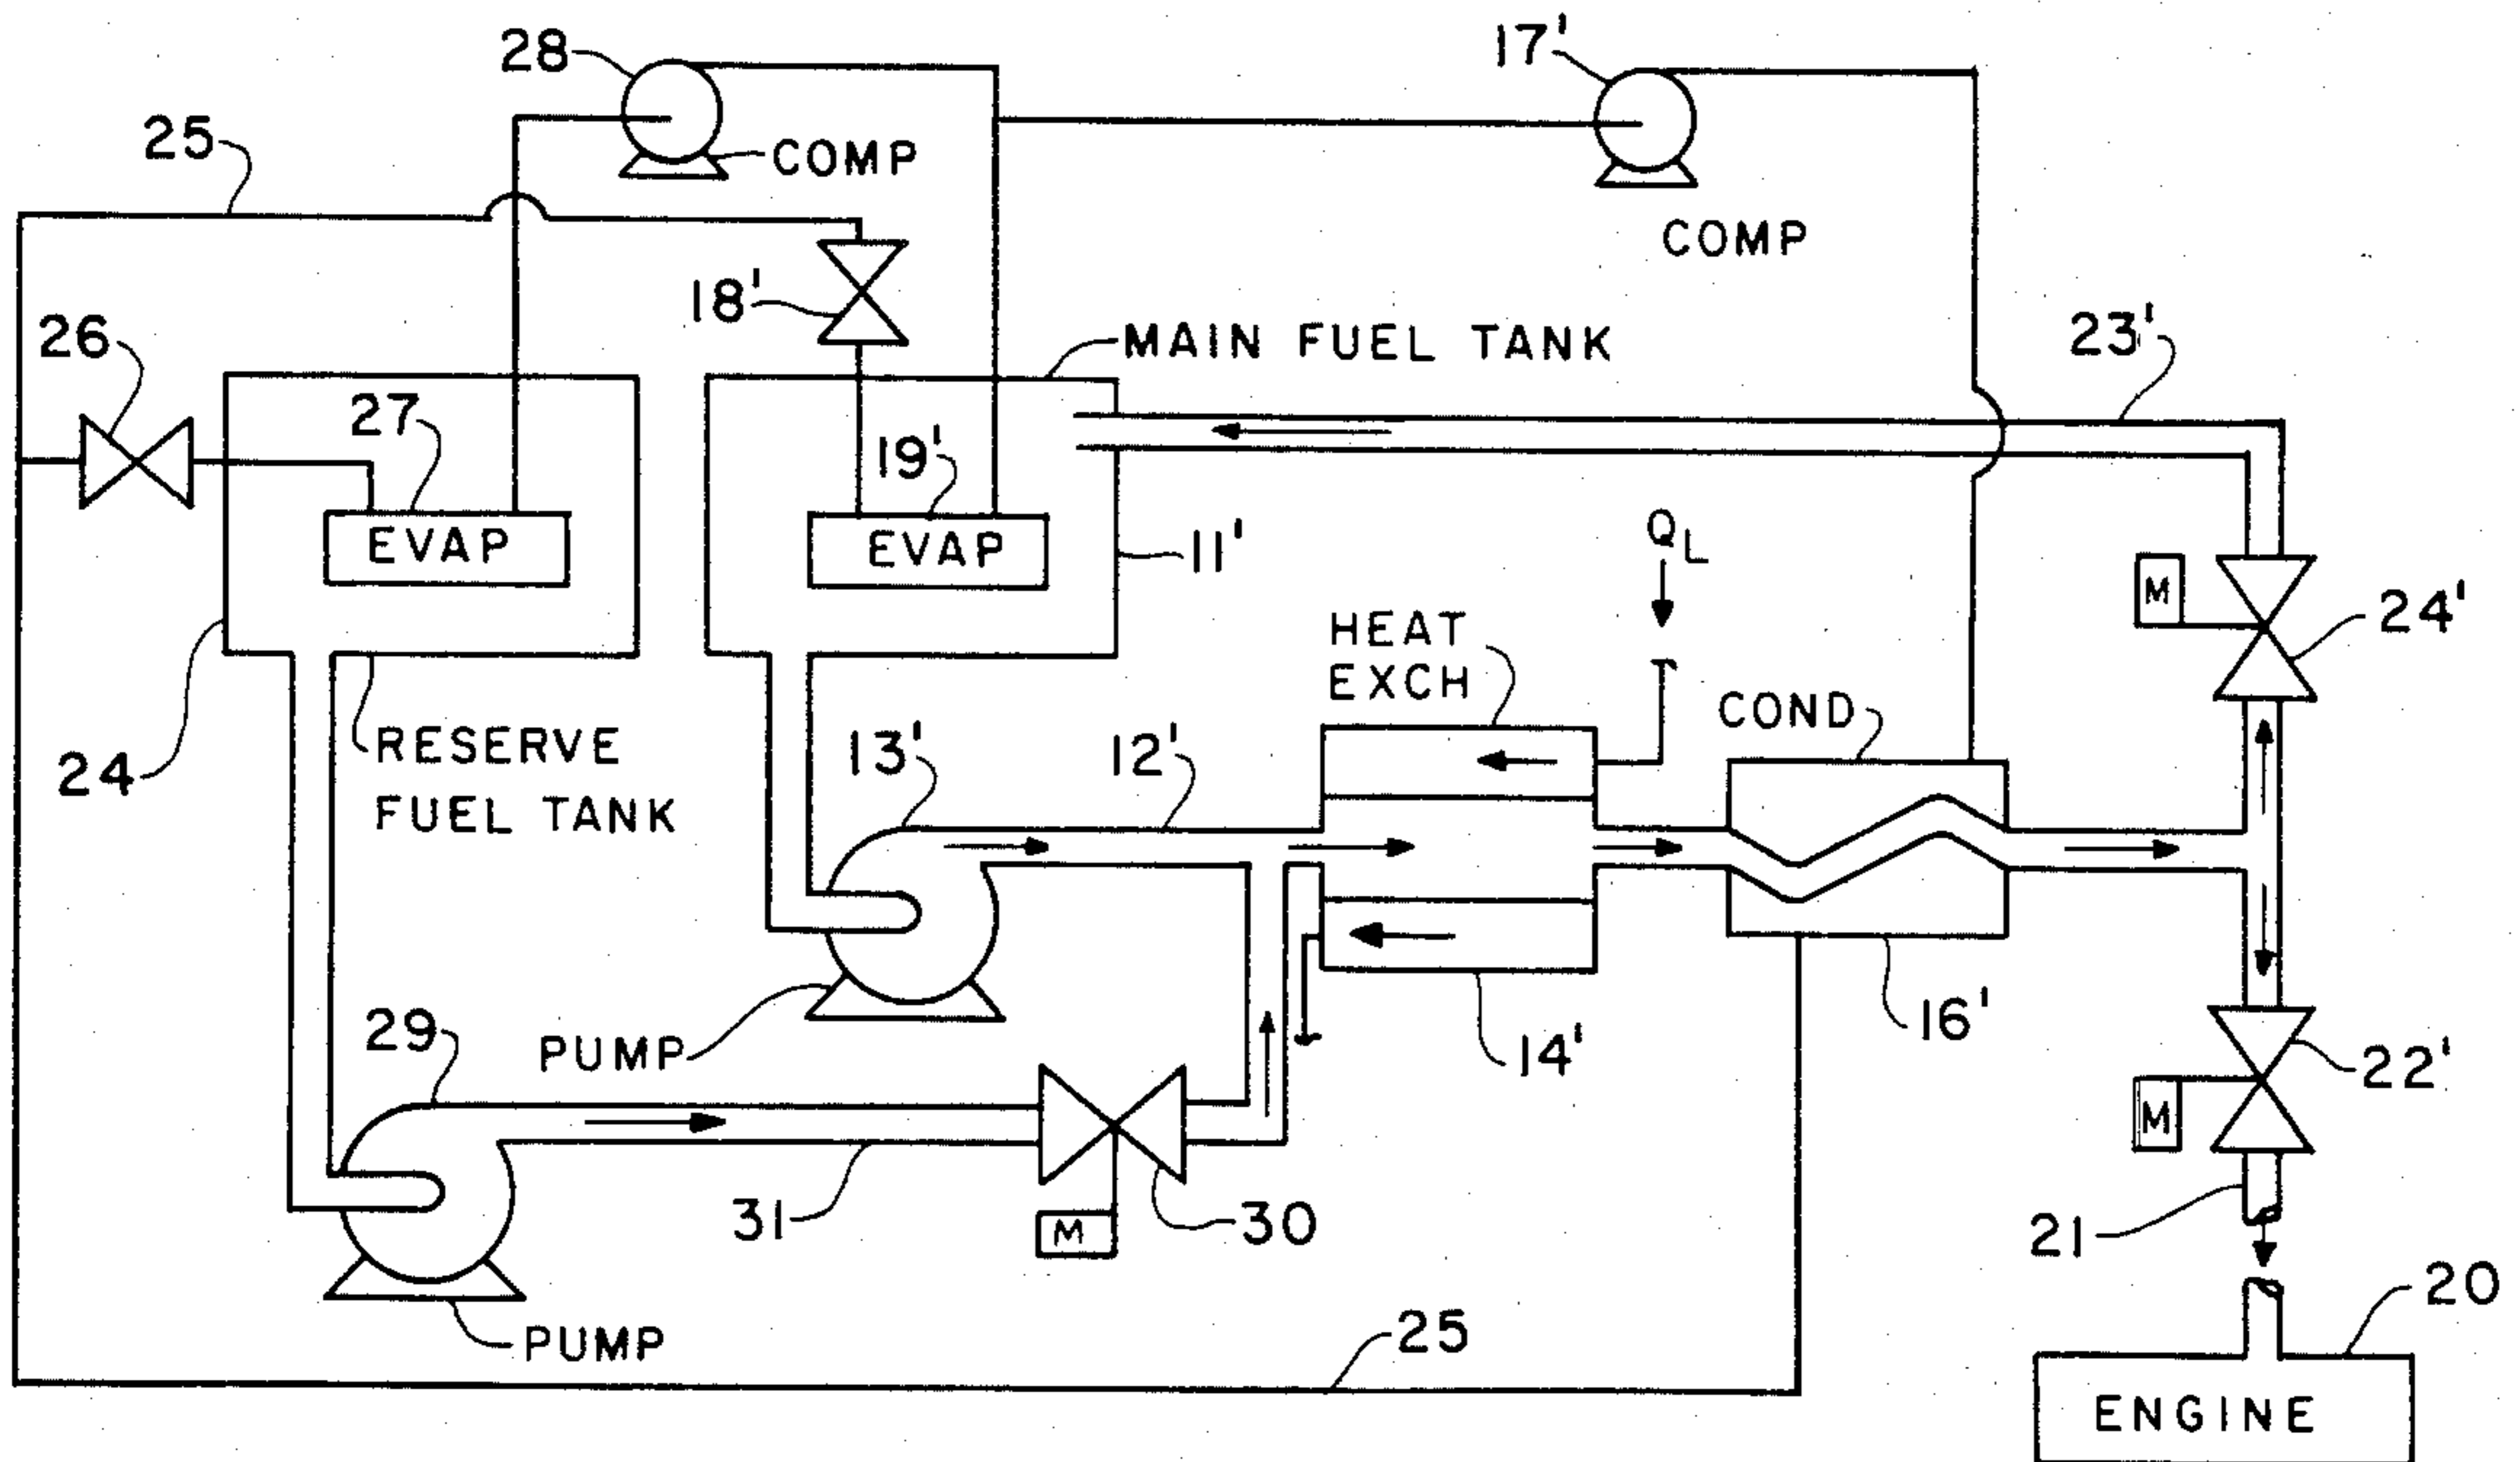 28
17'
25
COMP
COMP
18'
26
MAIN FUEL TANK
23'
27
19'
EVAP
EVAP
11'
QL
M
24'
HEAT
EXCH
COND
RESERVE
FUEL TANK
24
13'
12'
29
PUMP
14'
16'
22'
M
31
M
30
21
20
PUMP
25
ENGINE